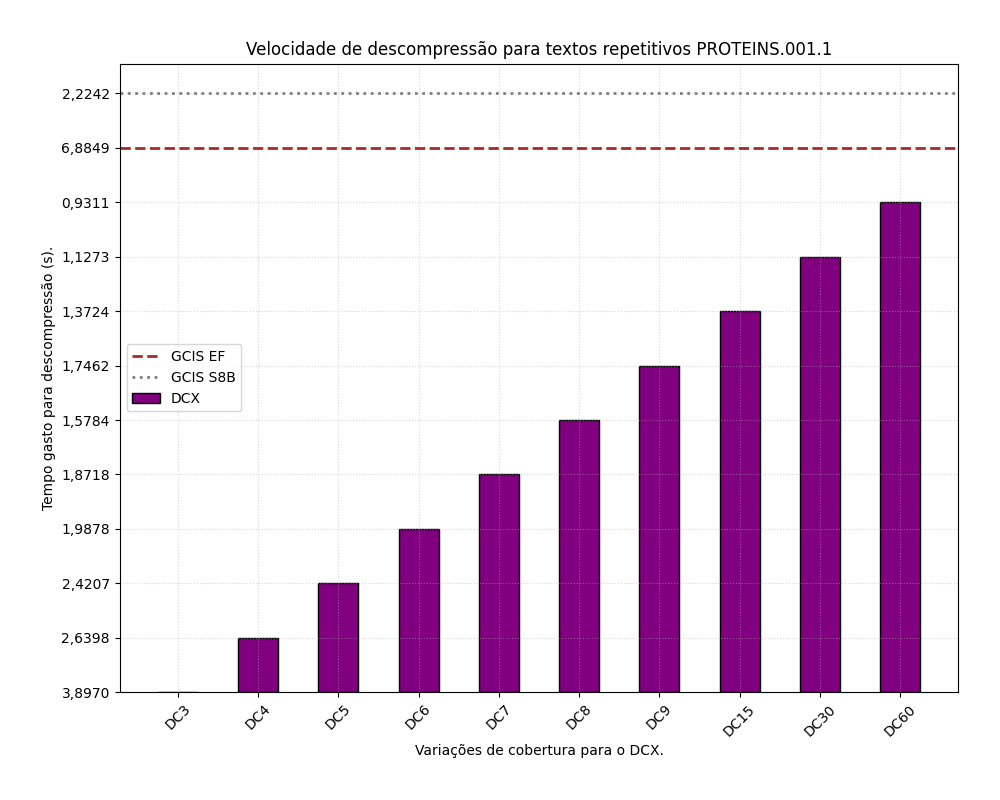 Velocidade de descompressão para textos repetitivos PROTEINS.001.1
Tempo gasto para descompressão (s).
2,2242
6,8849
0,9311
1,1273
1,3724
1,7462
1,5784
1,8718
1,9878
2,4207
2,6398
3,8970
GCIS EF
GCIS S8B
DCX
DC3
DC4
DC5
DC6
DC7
DC8
DC9
DC15
DC30
DC60
Variações de cobertura para o DCX.